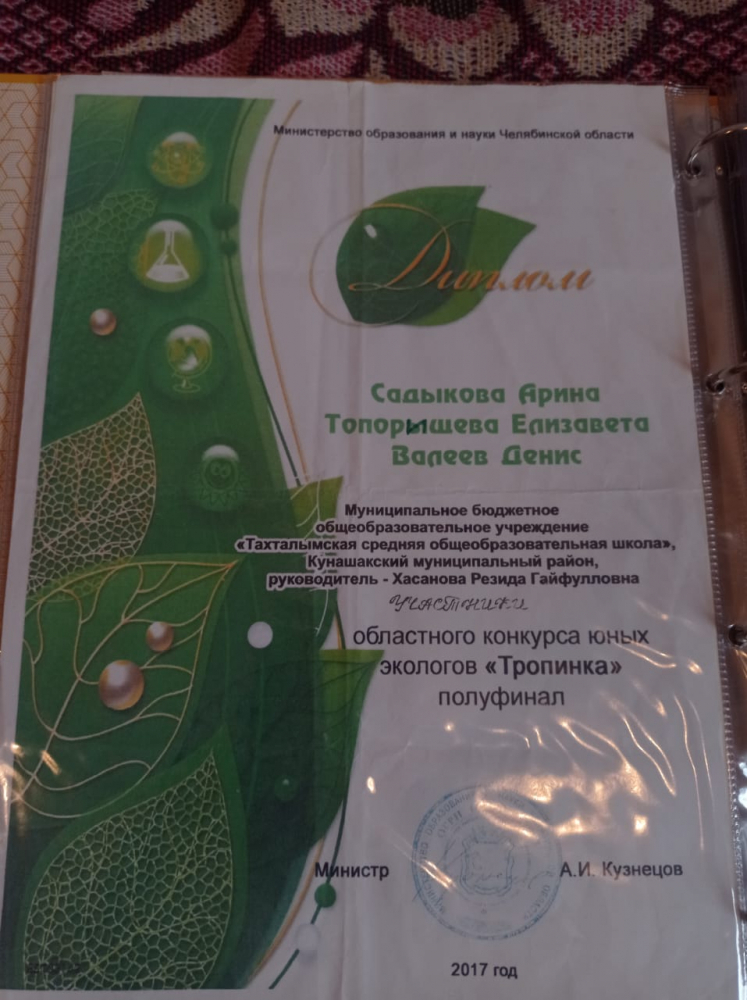 Министерство образования и науки Челябинской области
Диплом
Садыкова Арина
Топорищева Елизавета
Валеев Денис
Муниципальное бюджетное
общеобразовательное учреждение
«Тахталымская средняя общеобразовательная школа»,
Кунашакский муниципальный район,
руководитель - Хасанова Резида Гайфулловна
участники
областного конкурса юных
экологов «Тропинка»
полуфинал
Министр
А.И. Кузнецов
2017 год